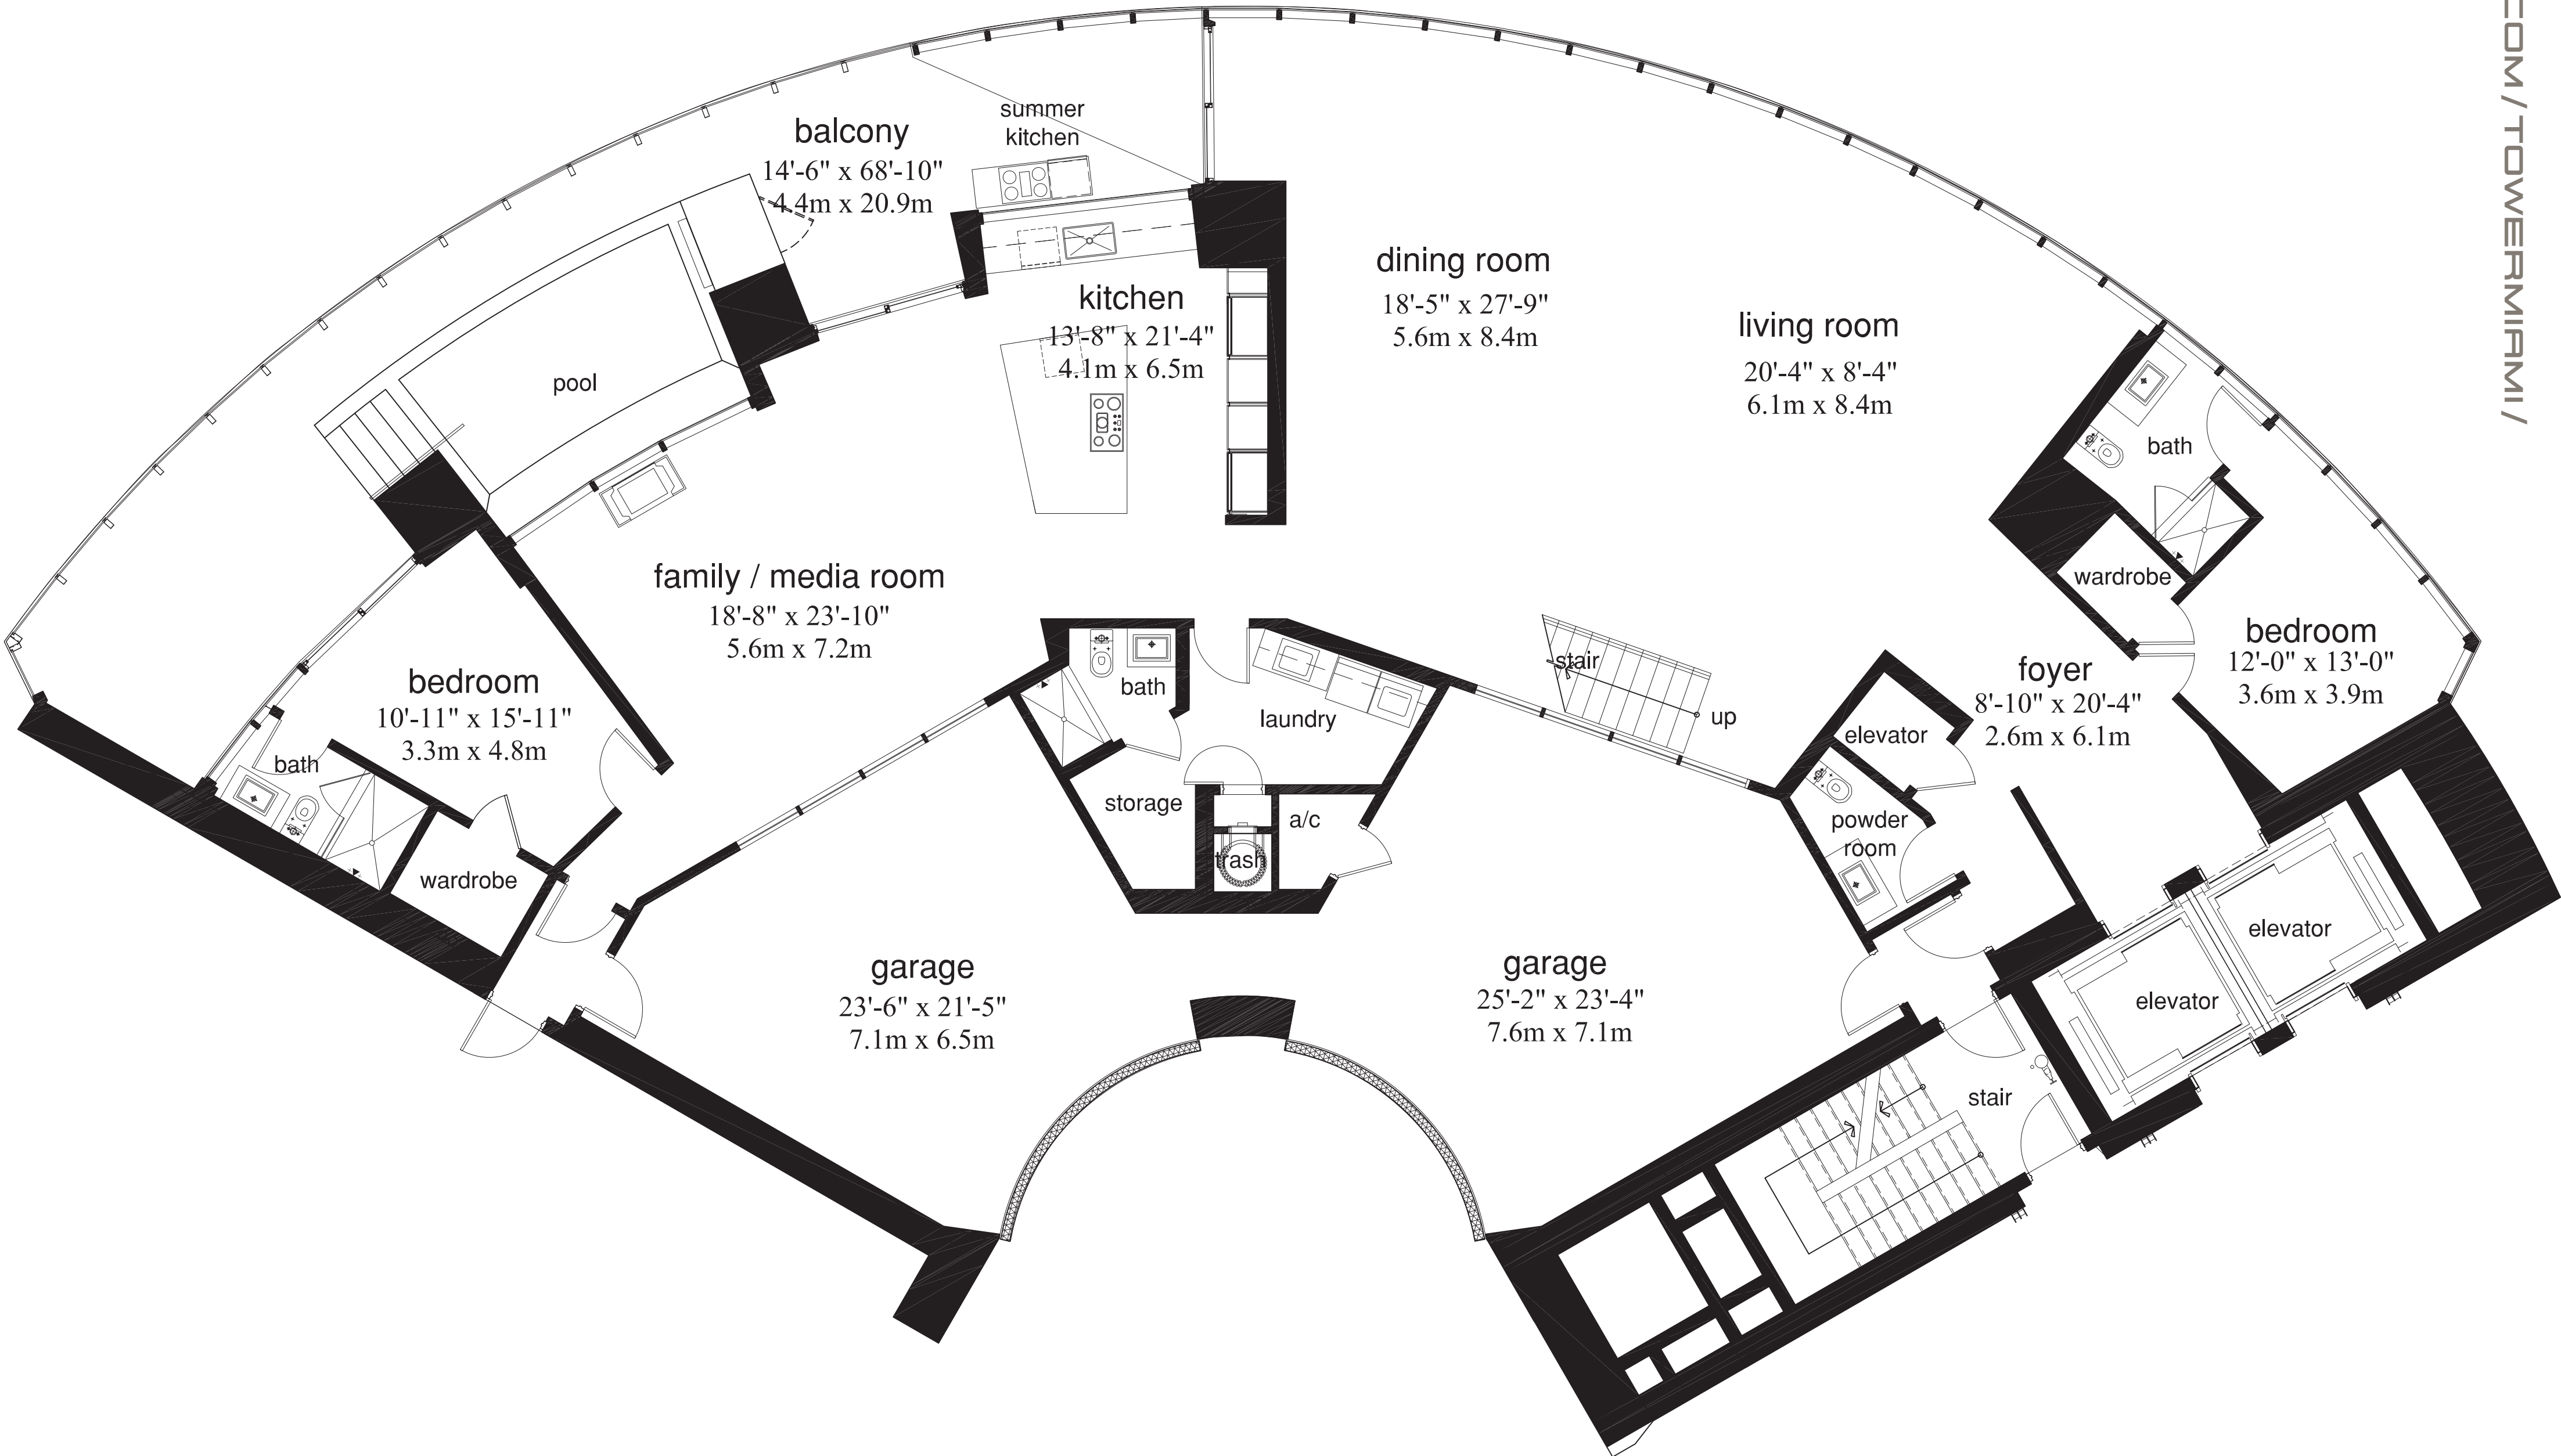 COM / TOWERMIAMI /
summer
kitchen
balcony
14'-6" x 68'-10"
4.4m x 20.9m
dining room
18'-5" x 27'-9"
5.6m x 8.4m
kitchen
13'-8" x 21'-4"
4.1m x 6.5m
living room
20'-4" x 8'-4"
6.1m x 8.4m
pool
bath
family / media room
18'-8" x 23'-10"
5.6m x 7.2m
wardrobe
bedroom
12'-0" x 13'-0"
3.6m x 3.9m
foyer
8'-10" x 20'-4"
2.6m x 6.1m
stair
up
bedroom
10'-11" x 15'-11"
3.3m x 4.8m
bath
laundry
elevator
bath
storage
a/c
trash
powder
room
wardrobe
elevator
elevator
garage
23'-6" x 21'-5"
7.1m x 6.5m
garage
25'-2" x 23'-4"
7.6m x 7.1m
stair